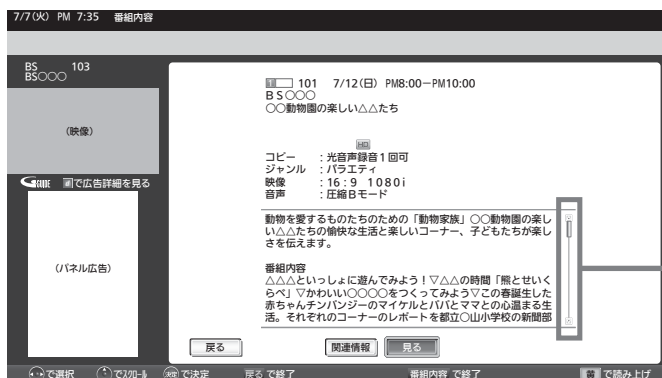 7/7(火) PM 7:35 番組内容
BS 103
BS○○○
(映像)
で広告詳細を見る
(パネル広告)
101 7/12(日) PM8:00−PM10:00
BS○○○
○○動物園の楽しい△△たち
HD
コピー :光音声録音1回可
ジャンル :バラエティ
映像 :16:9 1080i
音声 :圧縮Bモード
動物を愛するものたちのための「動物家族」○○動物園の楽し
い△△たちの愉快な生活と楽しいコーナー、子どもたちが楽し
さを伝えます。
番組内容
△△△といっしょに遊んでみよう!▽△△の時間「熊とせいく
らべ」▽かわいい○○○○をつくってみよう▽この春誕生した
赤ちゃんチンパンジーのマイケルとパパとママとの心温まる生
活。それぞれのコーナーのレポートを都立○山小学校の新聞部
戻る 関連情報 見る
で選択 でスクロール 決定 で決定 戻る で終了 番組内容 で終了 黄 で読み上げ